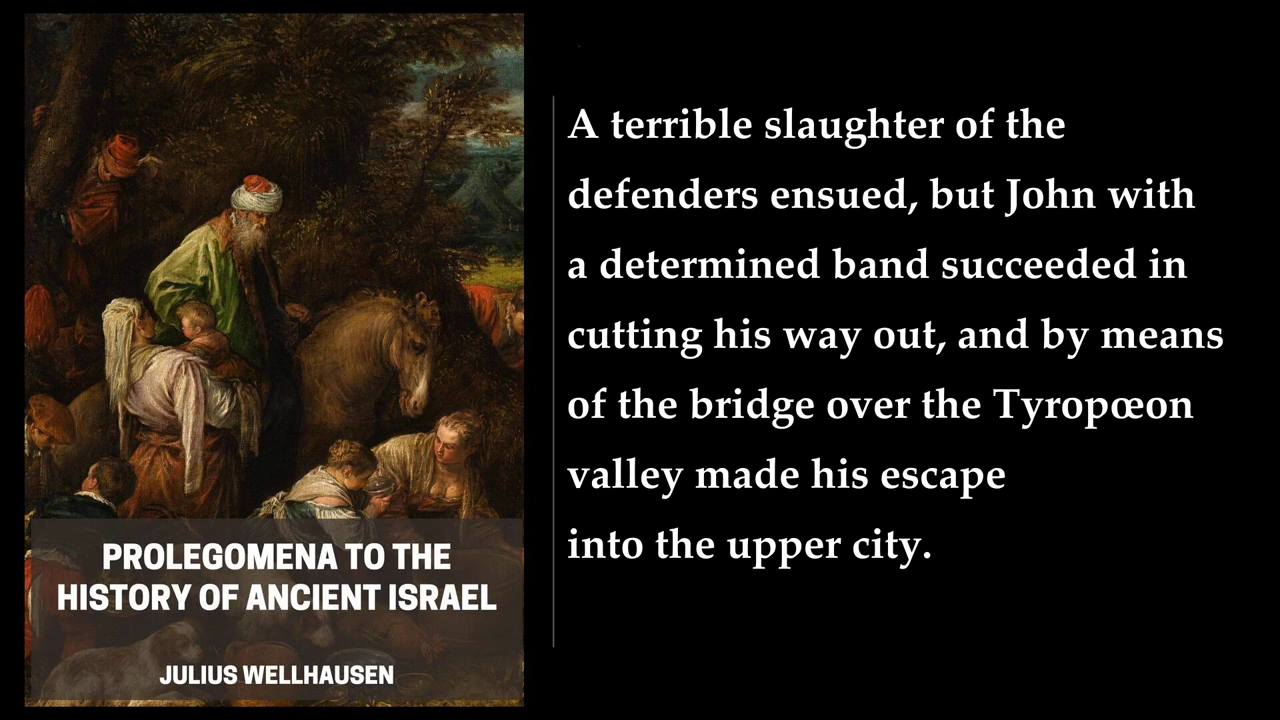 A terrible slaughter of the
defenders ensued, but John with
a determined band succeeded in
cutting his way out, and by means
of the bridge over the Tyropœon
valley made his escape
into the upper city.
PROLEGOMENA TO THE
HISTORY OF ANCIENT ISRAEL
JULIUS WELLHAUSEN